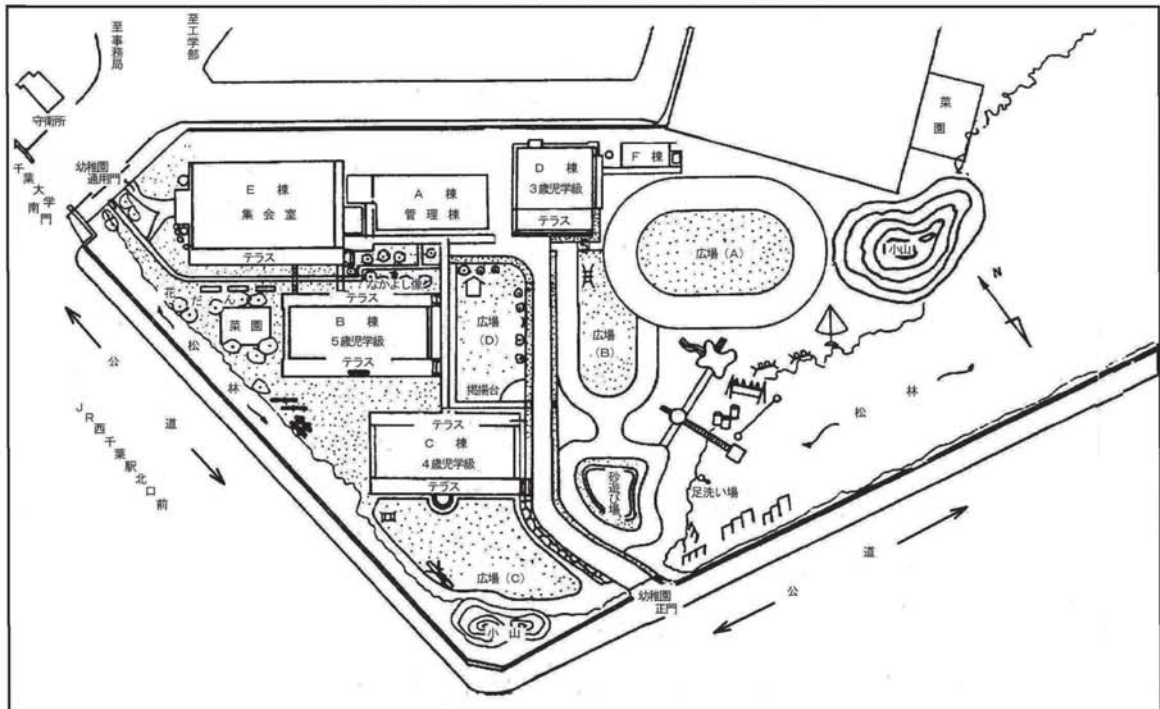 至事務局
至工学部
守衛所
千葉大学南門
幼稚園
通用門
E 棟
集会室
テラス
A 棟
管理棟
D 棟
3歳児学級
テラス
F 棟
菜園
小山
広場(A)
N
なかよし像
花だん
菜園
テラス
B 棟
5歳児学級
テラス
広場
(D)
掲揚台
広場
(B)
松林
テラス
C 棟
4歳児学級
テラス
砂遊び場
足洗い場
松林
公道
JR西千葉駅北口前
広場(C)
小山
幼稚園
正門
公道